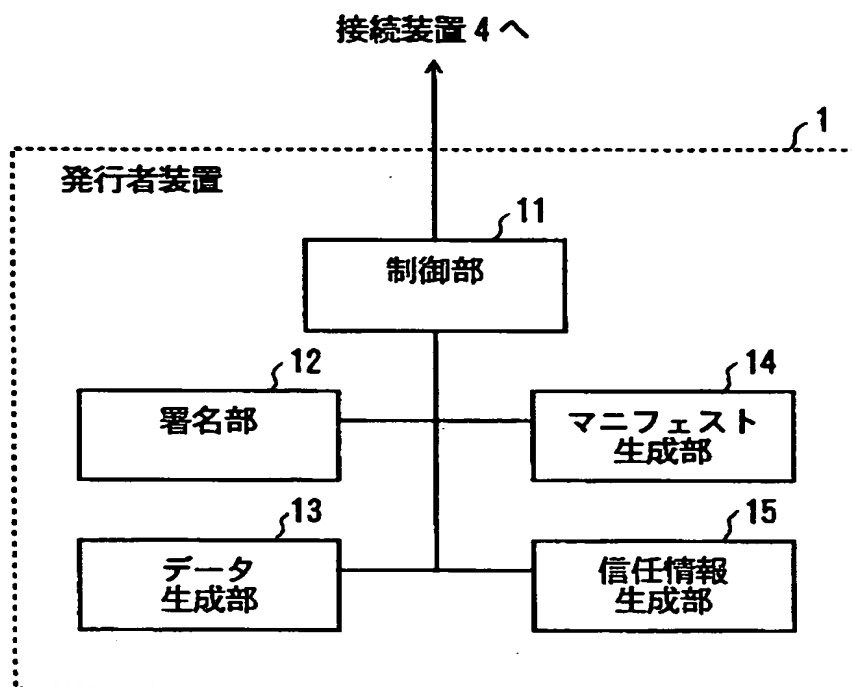 接続装置4へ
1
発行者装置
11
制御部
12
署名部
14
マニフェスト
生成部
13
データ
生成部
15
信任情報
生成部